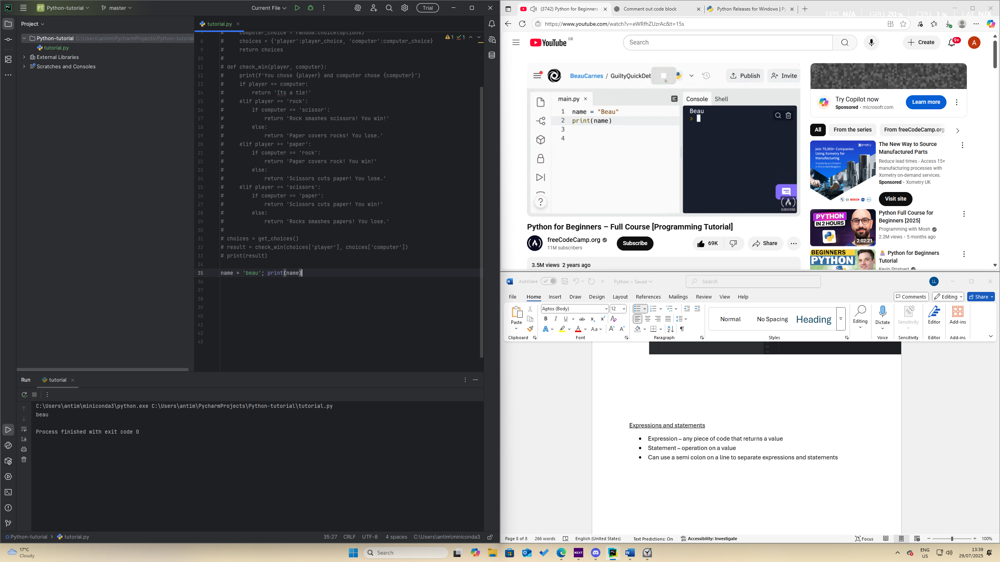 Python-tutorial
master
Current File
Trial
Project
tutorial.py
Python-tutorial C:\Users\antim\PycharmProjects\Python-tutorial
tutorial.py
External Libraries
Scratches and Consoles
1 1
7 #     computer_choice = random.choice(options)
8 #     choices = {'player':player_choice, 'computer':computer_choice}
9 #     return choices
10 #
11 # def check_win(player, computer):
12 #     print(f'You chose {player} and computer chose {computer}')
13 #     if player == computer:
14 #         return 'Its a tie!'
15 #     elif player == 'rock':
16 #         if computer == 'scissor':
17 #             return 'Rock smashes scissors! You win!'
18 #         else:
19 #             return 'Paper covers rocks! You lose.'
20 #     elif player == 'paper':
21 #         if computer == 'rock':
22 #             return 'Paper covers rock! You win!'
23 #         else:
24 #             return 'Scissors cuts paper! You lose.'
25 #     elif player == 'scissors':
26 #         if computer == 'paper':
27 #             return 'Scissors cuts paper! You win!'
28 #         else:
29 #             return 'Rocks smashes papers! You lose.'
30 #
31 # choices = get_choices()
32 # result = check_win(choices['player'], choices['computer'])
33 # print(result)
34
35 name = 'beau'; print(name)
36
37
38
39
40
41
42
43
Run tutorial
C:\Users\antim\miniconda3\python.exe C:\Users\antim\PycharmProjects\Python-tutorial\tutorial.py
beau
Process finished with exit code 0
Python-tutorial > tutorial.py 35:27 CRLF UTF-8 4 spaces C:\Users\antim\miniconda3
(3742) Python for Beginners
Comment out code block
Python Releases for Windows | Py
FPS N/A GPU 20 % CPU 1 % LAT N/A
https://www.youtube.com/watch?v=eWRfhZUzrAc&t=15s
YouTube GB
Search
Create
9+
A
BeauCarnes / GuiltyQuickDeb
Publish
Invite
main.py
Console
Shell
1 name = "Beau"
2 print(name)
3
4
Beau
SUBSCRIBE
Python for Beginners – Full Course [Programming Tutorial]
freeCodeCamp.org
11M subscribers
Subscribe
69K
Share
3.5M views 2 years ago
Try Copilot now
Sponsored · microsoft.com
Learn more
All
From the series
From freeCodeCamp.org
Xometry
Join 70,000+ Companies
Using Xometry for
Manufacturing
Trusted by purchasers
in the United Kingdom
BOSCH
The New Way to Source
Manufactured Parts
Reduce lead times - Access 15+
manufacturing processes with
Xometry on-demand services.
Sponsored · Xometry UK
Visit site
PYTHON
IN 2 HOURS
2:02:21
Python Full Course for
Beginners [2025]
Programming with Mosh
2.2M views · 5 months ago
BEGINNERS
PYTHON
Python for Beginners
Tutorial
Kevin Stratvert
AutoSave
Python • Saved
Search
LL
File Home Insert Draw Design Layout References Mailings Review View Help
Comments
Editing
Share
Paste
Aptos (Body)
12
Normal
No Spacing
Heading
Editing
Dictate
Sensitivity
Editor
Add-ins
Clipboard Font Paragraph Styles Voice Sensitivity Editor Add-ins
39
40
Expressions and statements
• Expression – any piece of code that returns a value
• Statement – operation on a value
• Can use a semi colon on a line to separate expressions and statements
Page 8 of 8 266 words English (United States) Text Predictions: On Accessibility: Investigate Focus 100%
17°C
Cloudy
Search
NZXT
ENG
US
13:39
29/07/2025